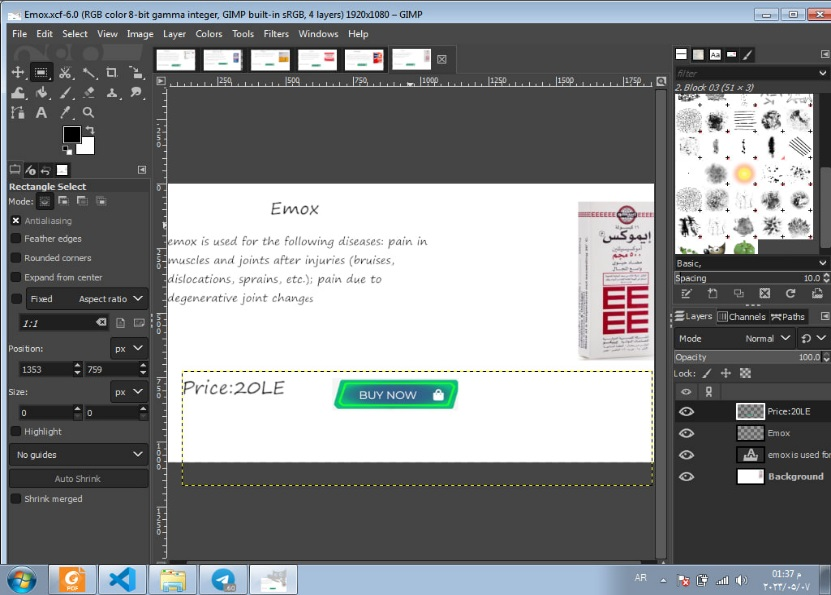 Emox.xcf-6.0 (RGB color 8-bit gamma integer, GIMP built-in sRGB, 4 layers) 1920x1080 – GIMP
File Edit Select View Image Layer Colors Tools Filters Windows Help
250 500 750 1000 1250 1500 1750
Rectangle Select
Mode:
Antialiasing
Feather edges
Rounded corners
Expand from center
Fixed Aspect ratio
1:1
Position: px
1353 759
Size: px
0 0
Highlight
No guides
Auto Shrink
Shrink merged
Emox
emox is used for the following diseases: pain in
muscles and joints after injuries (bruises,
dislocations, sprains, etc.); pain due to
degenerative joint changes
إيموكس
٥٠٠ مجم
EE
EE
Price:20LE
BUY NOW
filter
2. Block 03 (51 × 3)
Basic,
Spacing 10.0
Layers Channels Paths
Mode Normal
Opacity 100.0
Lock:
Price:20LE
Emox
emox is used for
Background
PDF
AR
01:37 م
٢٠٢٣/٠٥/٠٧